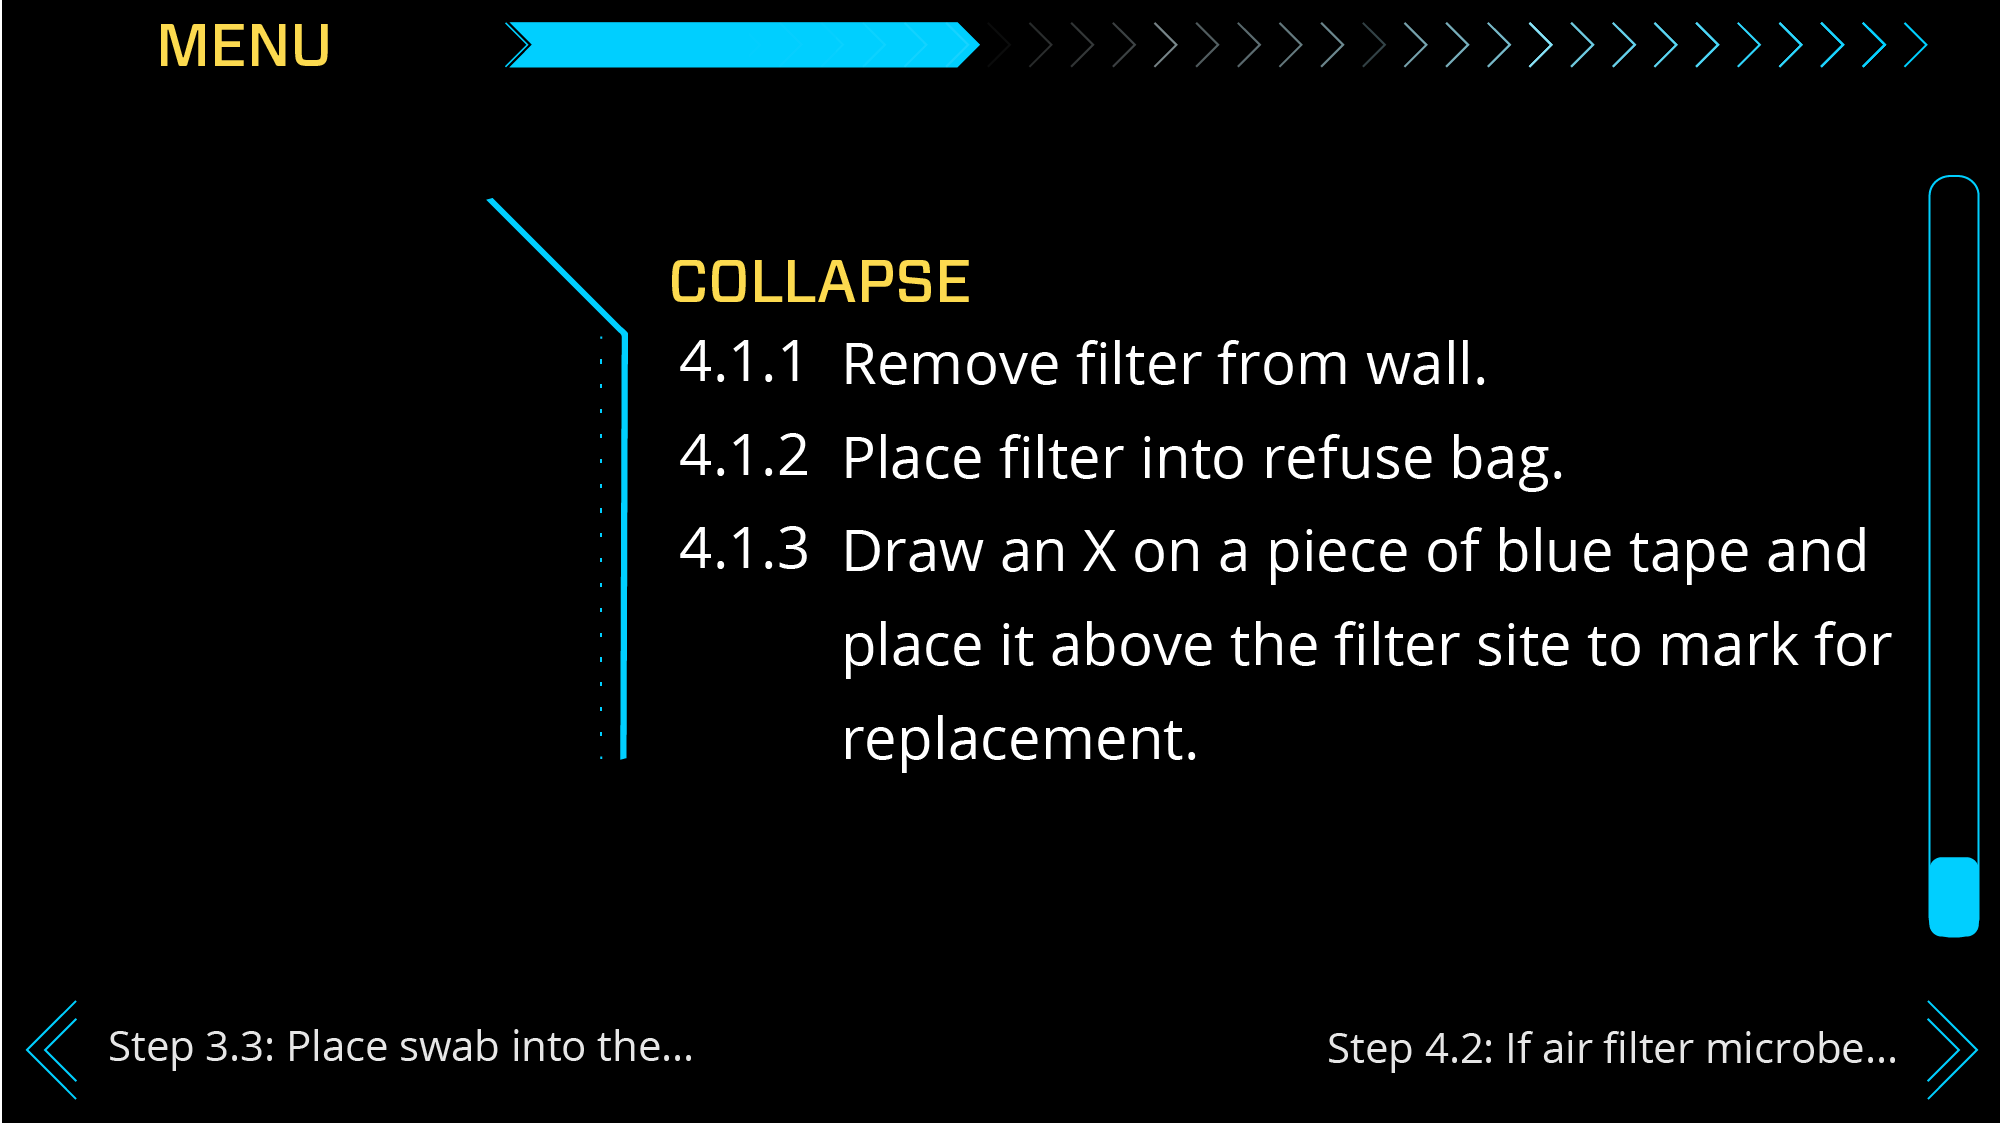 MENU
COLLAPSE
4.1.1 Remove filter from wall.
4.1.2 Place filter into refuse bag.
4.1.3 Draw an X on a piece of blue tape and
place it above the filter site to mark for
replacement.
Step 3.3: Place swab into the...
Step 4.2: If air filter microbe...